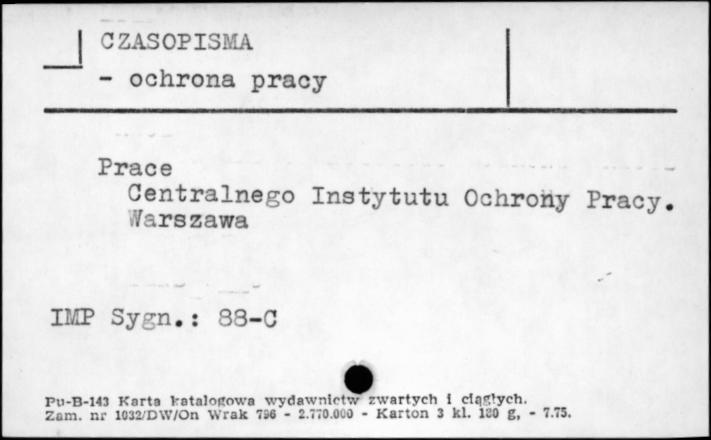 CZASOPISMA
- ochrona pracy
Prace
Centralnego Instytutu Ochrony Pracy.
Warszawa
IMP Sygn.: 88-C
Pu-B-143 Karta katalogowa wydawnictw zwartych i ciągłych.
Zam. nr 1032/DW/On Wrak 796 - 2.770.000 - Karton 3 kl. 180 g, - 7.75.